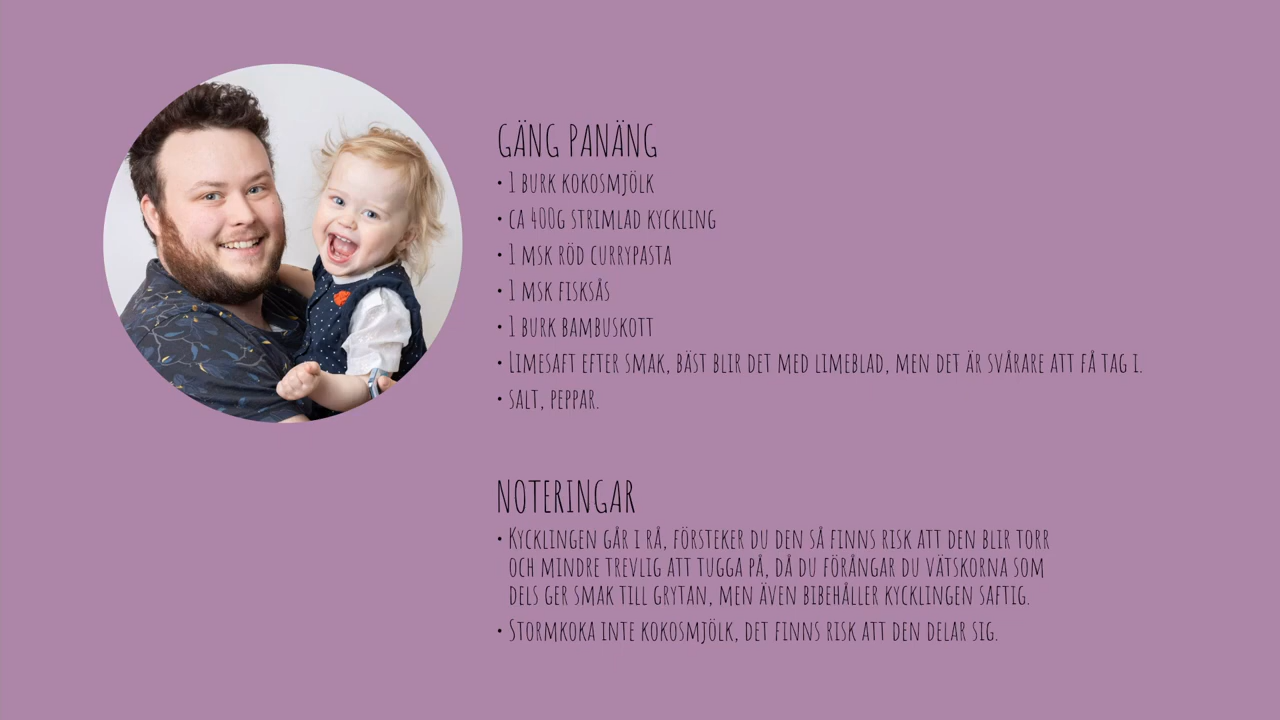 GÄNG PANÄNG
• 1 BURK KOKOSMJÖLK
• CA 400G STRIMLAD KYCKLING
• 1 MSK RÖD CURRYPASTA
• 1 MSK FISKSÅS
• 1 BURK BAMBUSKOTT
• LIMESAFT EFTER SMAK, BÄST BLIR DET MED LIMEBLAD, MEN DET ÄR SVÅRARE ATT FÅ TAG I.
• SALT, PEPPAR.
NOTERINGAR
• KYCKLINGEN GÅR I RÅ, FÖRSTEKER DU DEN SÅ FINNS RISK ATT DEN BLIR TORR
OCH MINDRE TREVLIG ATT TUGGA PÅ, DÅ DU FÖRÅNGAR DU VÄTSKORNA SOM
DELS GER SMAK TILL GRYTAN, MEN ÄVEN BIBEHÅLLER KYCKLINGEN SAFTIG.
• STORMKOKA INTE KOKOSMJÖLK, DET FINNS RISK ATT DEN DELAR SIG.